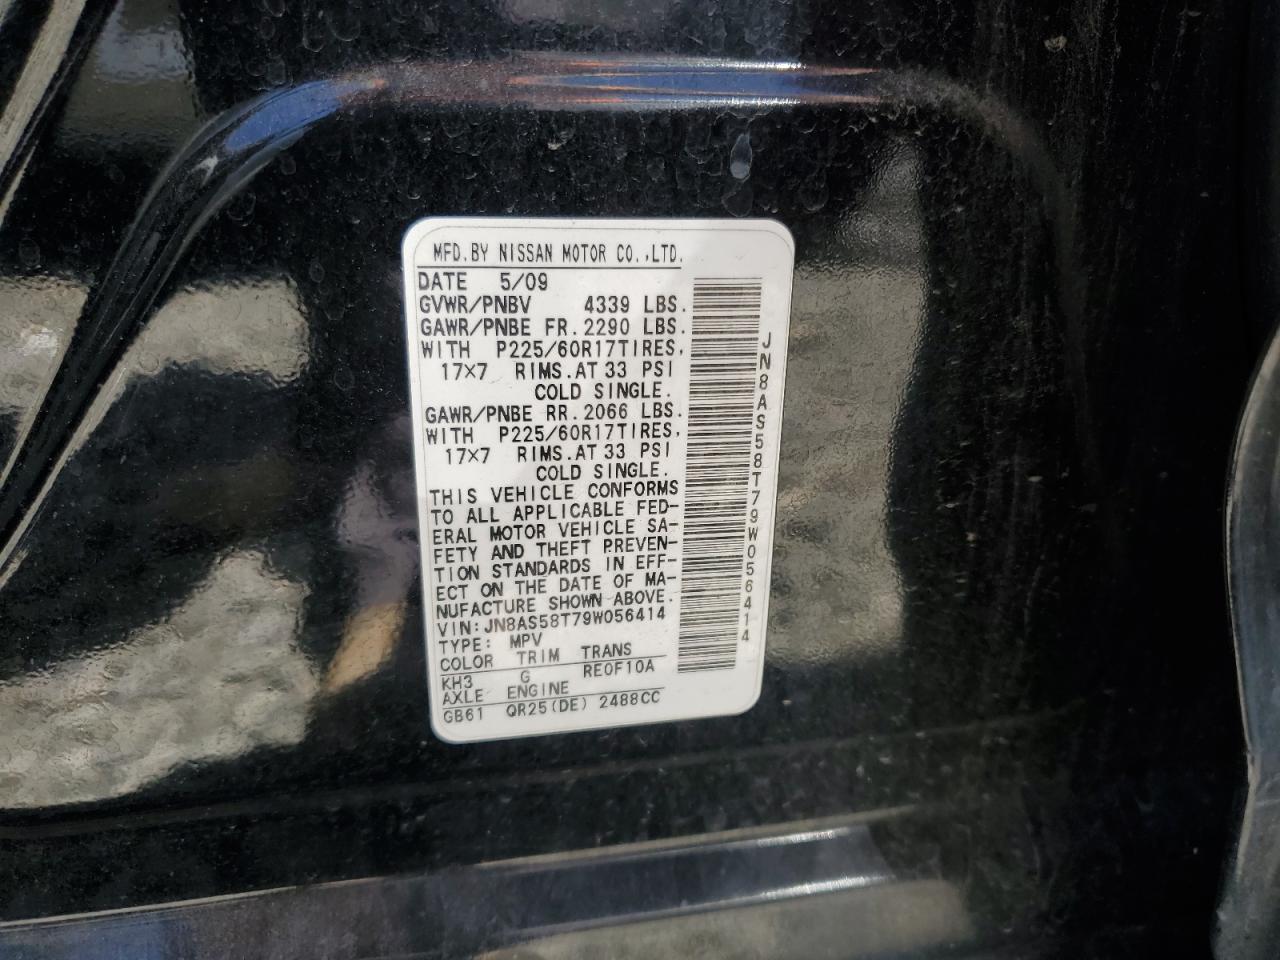 MFD.BY NISSAN MOTOR CO.,LTD.
DATE 5/09
GVWR/PNBV 4339 LBS.
GAWR/PNBE FR.2290 LBS.
WITH P225/60R17TIRES,
17×7 RIMS.AT 33 PSI
COLD SINGLE.
GAWR/PNBE RR.2066 LBS.
WITH P225/60R17TIRES,
17×7 RIMS.AT 33 PSI
COLD SINGLE.
THIS VEHICLE CONFORMS
TO ALL APPLICABLE FED-
ERAL MOTOR VEHICLE SA-
FETY AND THEFT PREVEN-
TION STANDARDS IN EFF-
ECT ON THE DATE OF MA-
NUFACTURE SHOWN ABOVE.
VIN:JN8AS58T79W056414
TYPE: MPV
COLOR TRIM TRANS
KH3 G RE0F10A
AXLE ENGINE
GB61 QR25(DE) 2488CC
JN8AS58T79W056414